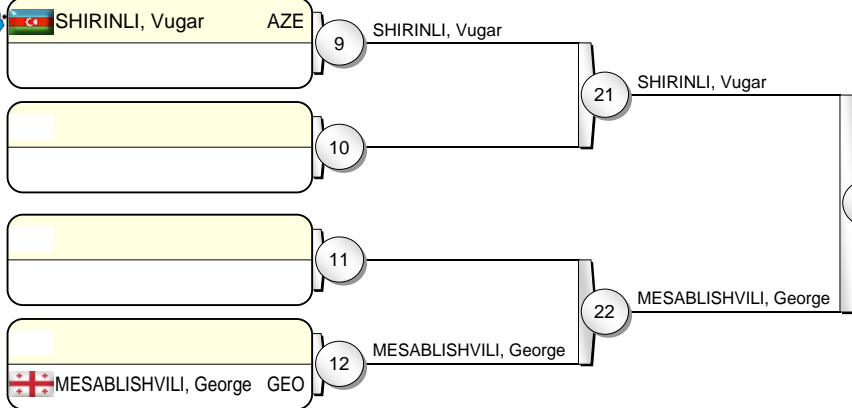 SHIRINLI, Vugar AZE
9
SHIRINLI, Vugar
21
SHIRINLI, Vugar
10
11
22
MESABLISHVILI, George
12
MESABLISHVILI, George
MESABLISHVILI, George GEO